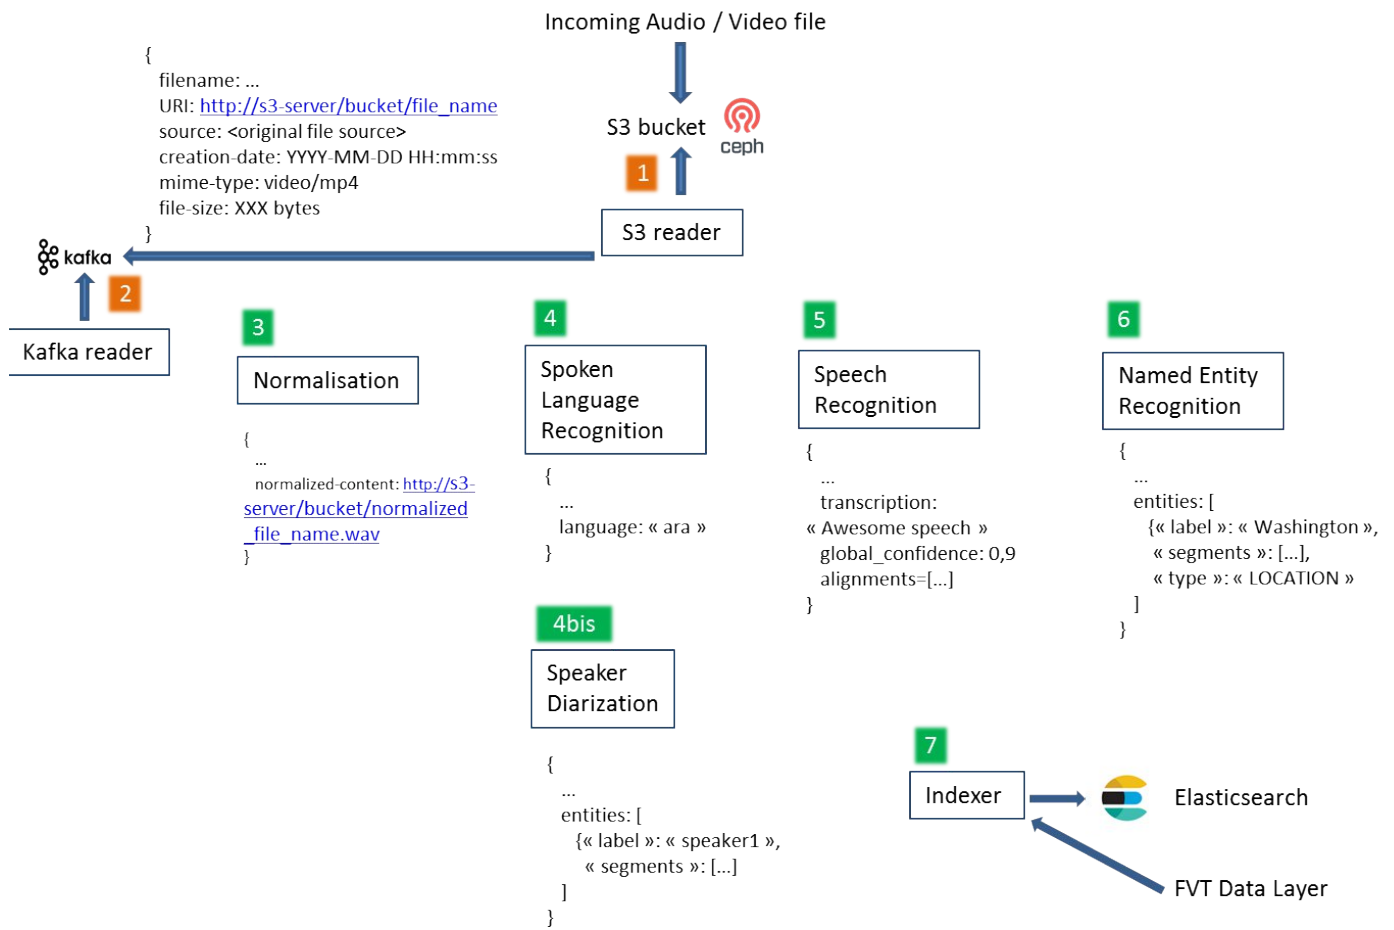 Incoming Audio / Video file
{
filename: ...
URI: http://s3-server/bucket/file_name
source: <original file source>
creation-date: YYYY-MM-DD HH:mm:ss
mime-type: video/mp4
file-size: XXX bytes
}
S3 bucket
ceph
1
S3 reader
kafka
2
Kafka reader
3
Normalisation
{
...
normalized-content: http://s3-
server/bucket/normalized
_file_name.wav
}
4
Spoken
Language
Recognition
{
...
language: « ara »
}
4bis
Speaker
Diarization
{
...
entities: [
{« label »: « speaker1 »,
« segments »: [...]
]
}
5
Speech
Recognition
{
...
transcription:
« Awesome speech »
global_confidence: 0,9
alignments=[...]
}
6
Named Entity
Recognition
{
...
entities: [
{« label »: « Washington »,
« segments »: [...],
« type »: « LOCATION »
]
}
7
Indexer
Elasticsearch
FVT Data Layer